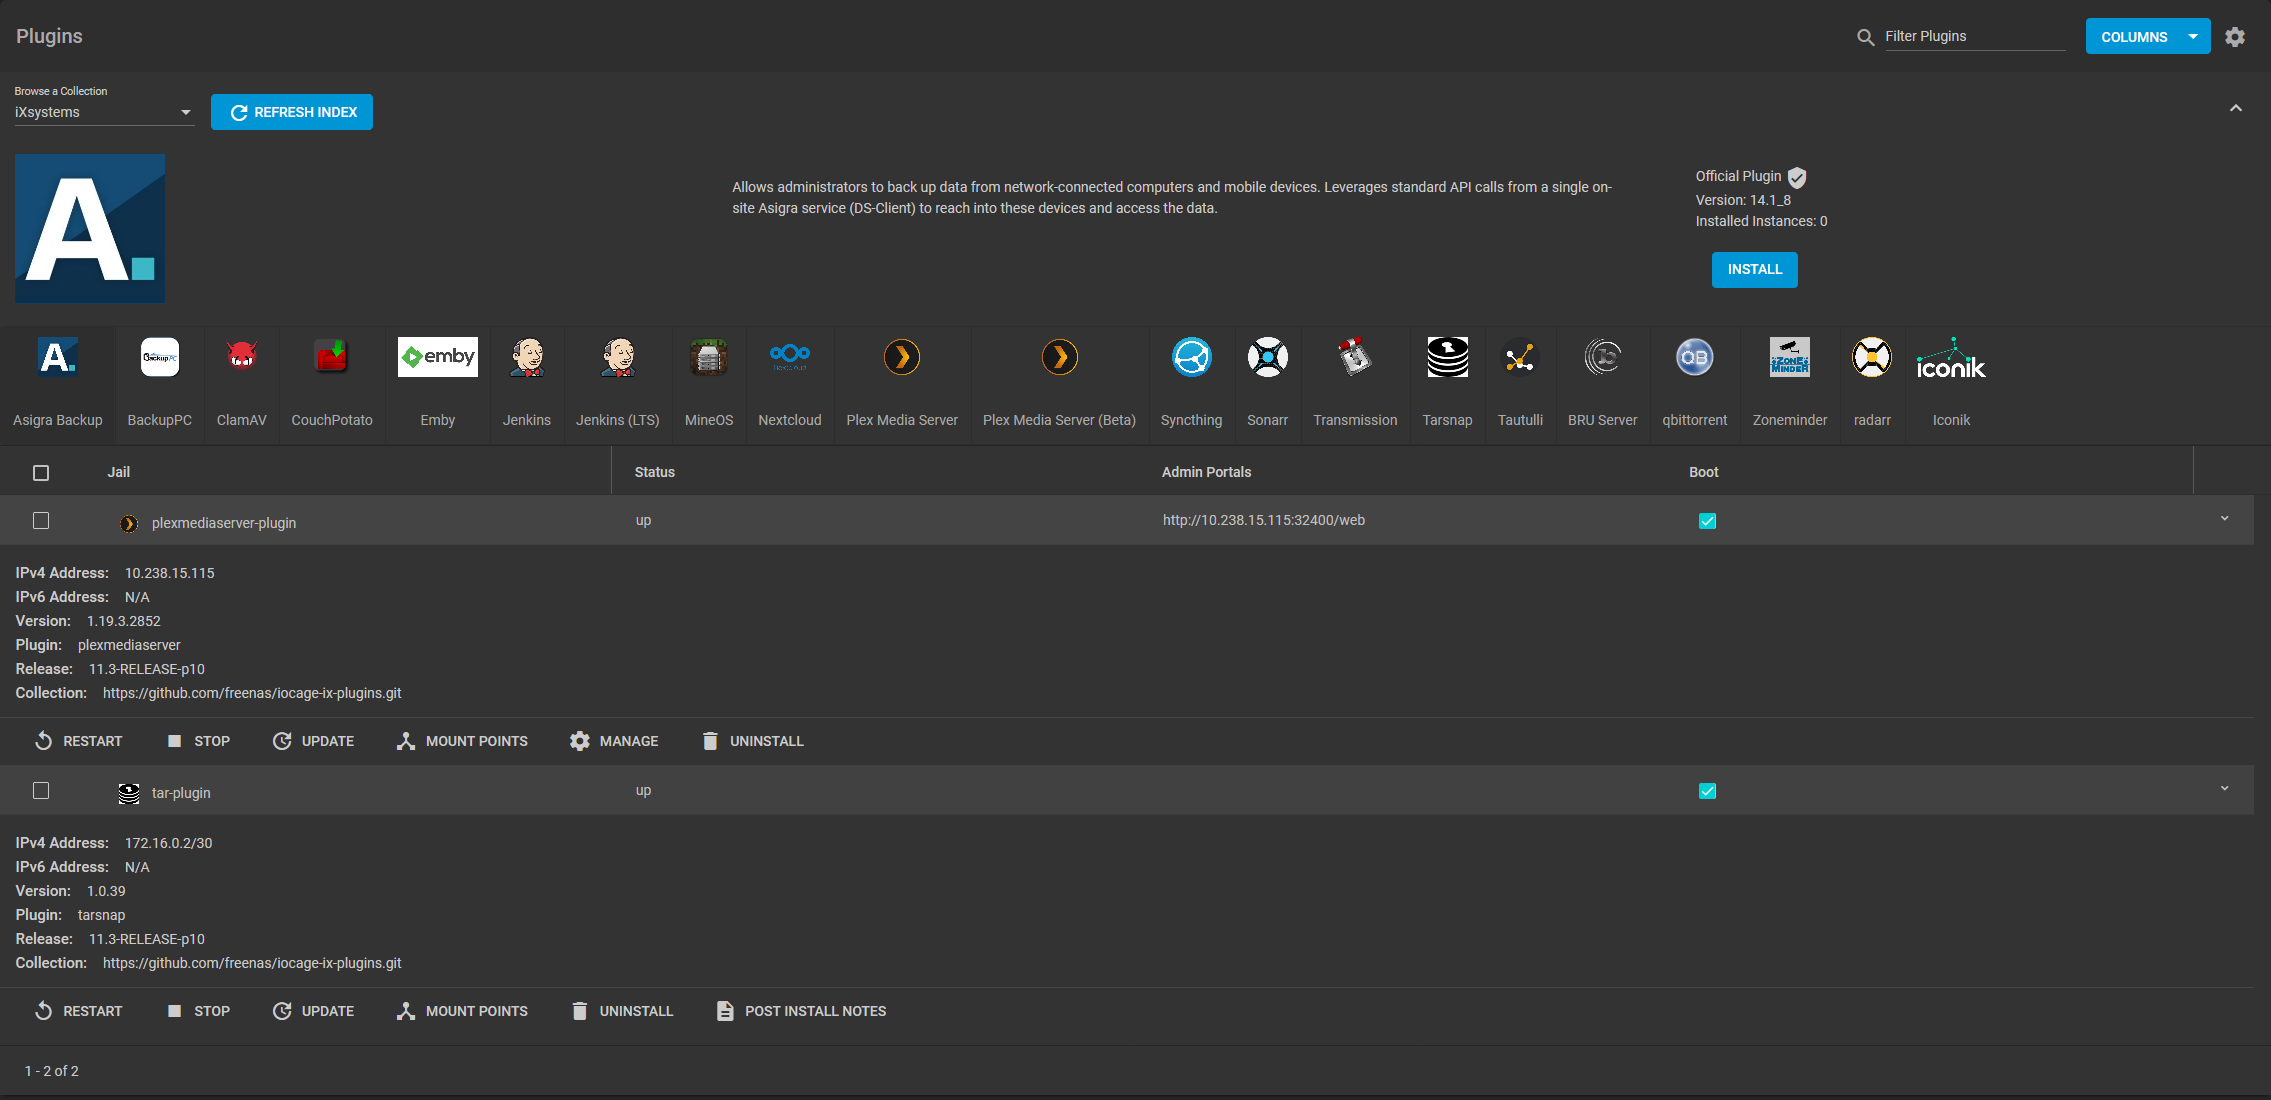 Plugins
Filter Plugins
COLUMNS
Browse a Collection
iXsystems
REFRESH INDEX
A.
Allows administrators to back up data from network-connected computers and mobile devices. Leverages standard API calls from a single on-
site Asigra service (DS-Client) to reach into these devices and access the data.
Official Plugin
Version: 14.1_8
Installed Instances: 0
INSTALL
A. BackupPC emby Nextcloud QB ZONE MINDER iconik
Asigra Backup BackupPC ClamAV CouchPotato Emby Jenkins Jenkins (LTS) MineOS Nextcloud Plex Media Server Plex Media Server (Beta) Syncthing Sonarr Transmission Tarsnap Tautulli BRU Server qbittorrent Zoneminder radarr Iconik
Jail Status Admin Portals Boot
plexmediaserver-plugin up http://10.238.15.115:32400/web
IPv4 Address: 10.238.15.115
IPv6 Address: N/A
Version: 1.19.3.2852
Plugin: plexmediaserver
Release: 11.3-RELEASE-p10
Collection: https://github.com/freenas/iocage-ix-plugins.git
RESTART STOP UPDATE MOUNT POINTS MANAGE UNINSTALL
tar-plugin up
IPv4 Address: 172.16.0.2/30
IPv6 Address: N/A
Version: 1.0.39
Plugin: tarsnap
Release: 11.3-RELEASE-p10
Collection: https://github.com/freenas/iocage-ix-plugins.git
RESTART STOP UPDATE MOUNT POINTS UNINSTALL POST INSTALL NOTES
1 - 2 of 2